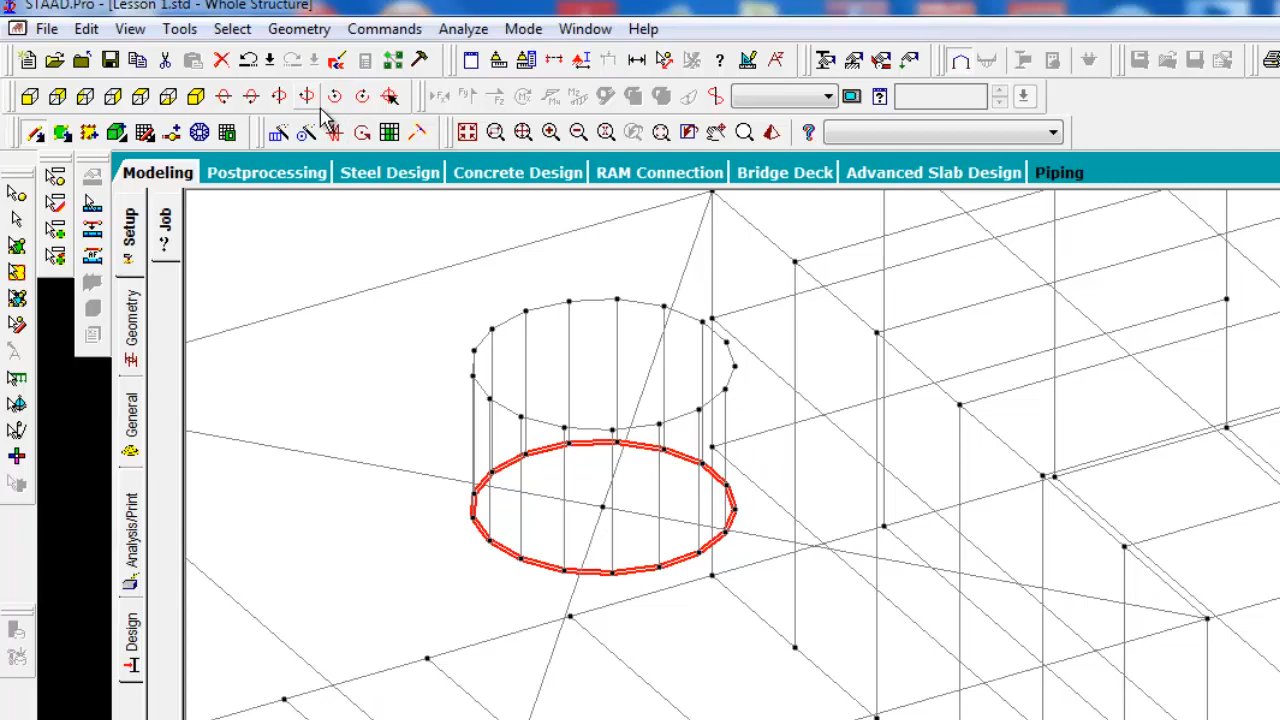 STAAD.Pro - [Lesson 1.std - Whole Structure]
File Edit View Tools Select Geometry Commands Analyze Mode Window Help
Modeling Postprocessing Steel Design Concrete Design RAM Connection Bridge Deck Advanced Slab Design Piping
Setup
Job
Geometry
General
Analysis/Print
Design